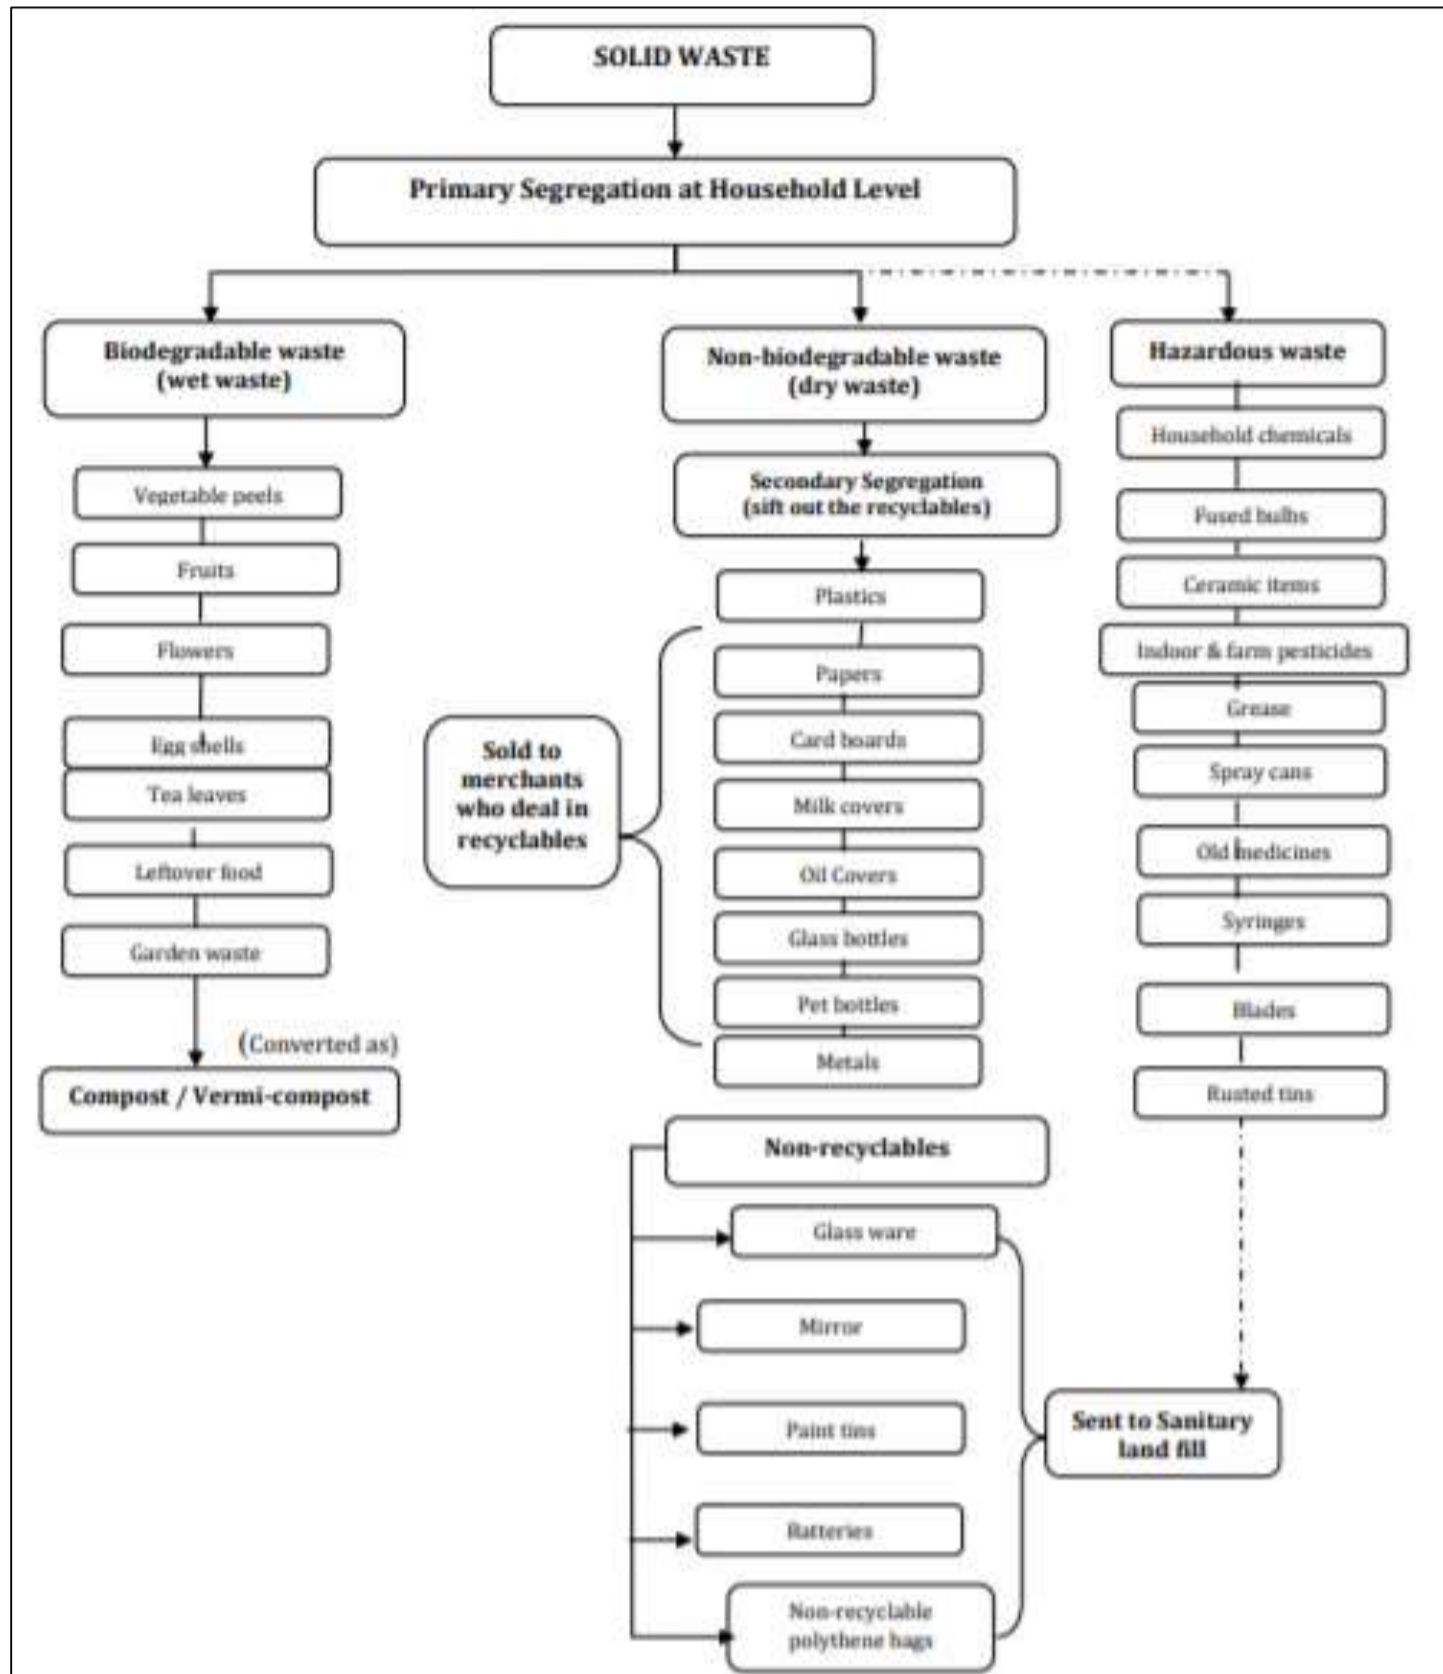 SOLID WASTE
Primary Segregation at Household Level
Biodegradable waste
(wet waste)
Vegetable peels
Fruits
Flowers
Egg shells
Tea leaves
Leftover food
Garden waste
(Converted as)
Compost / Vermi-compost
Non-biodegradable waste
(dry waste)
Secondary Segregation
(sift out the recyclables)
Plastics
Papers
Card boards
Milk covers
Oil Covers
Glass bottles
Pet bottles
Metals
Sold to
merchants
who deal in
recyclables
Non-recyclables
Glass ware
Mirror
Paint tins
Batteries
Non-recyclable
polythene bags
Hazardous waste
Household chemicals
Fused bulbs
Ceramic items
Indoor & farm pesticides
Grease
Spray cans
Old medicines
Syringes
Blades
Rusted tins
Sent to Sanitary
land fill